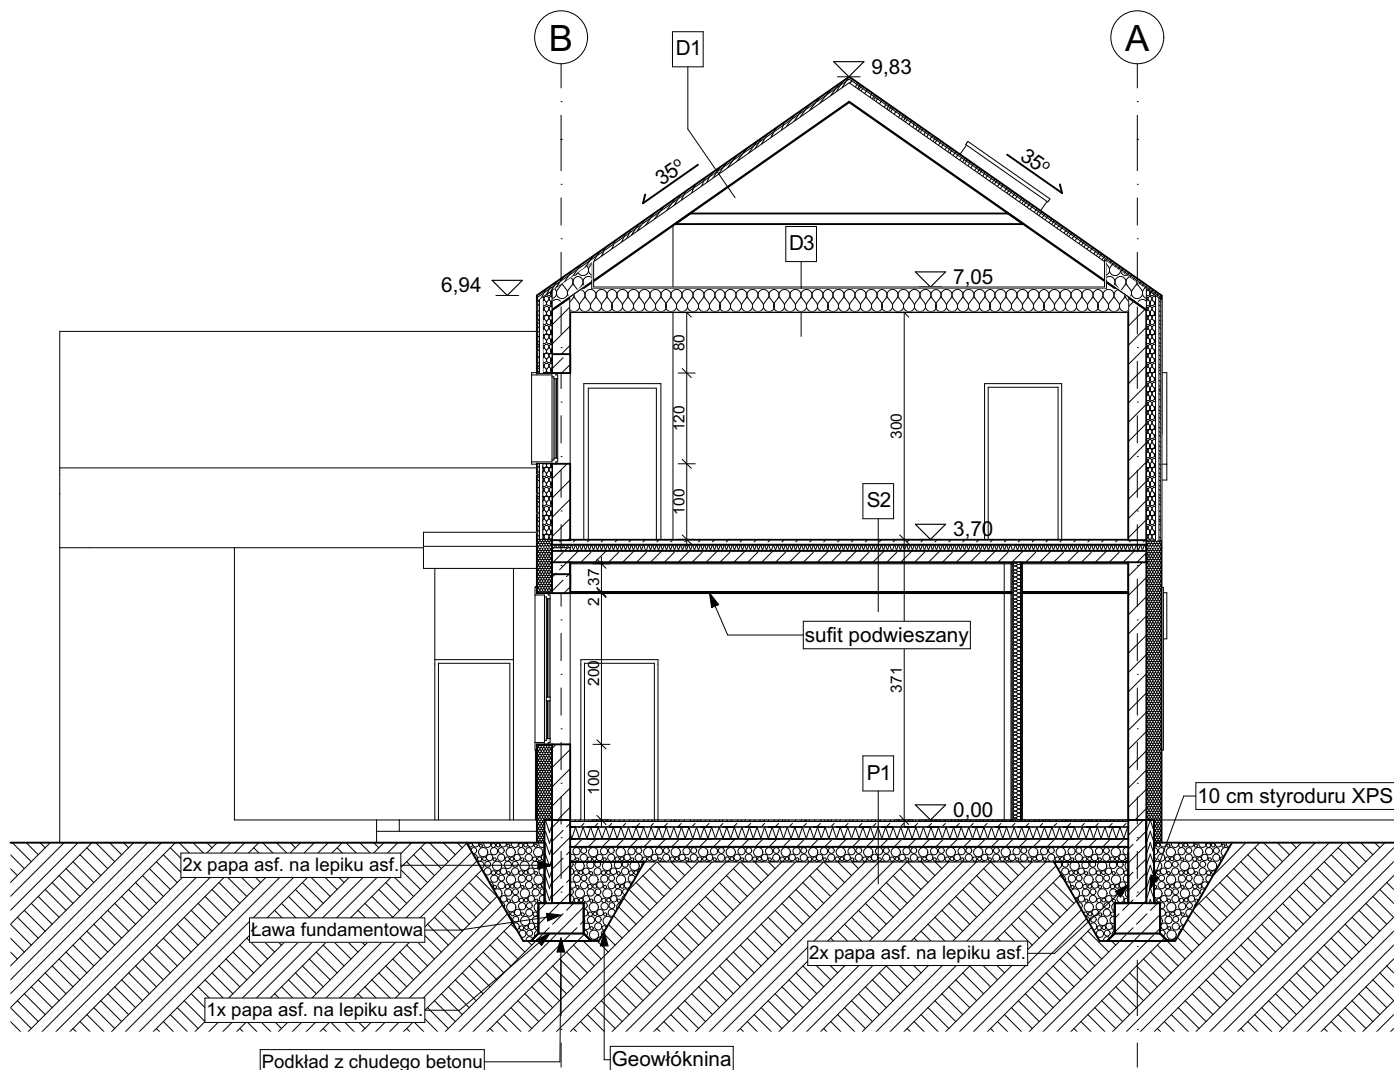 B
A
D1
9,83
35º
35º
D3
6,94
7,05
80
120
300
100
S2
3,70
37
2
sufit podwieszany
200
371
P1
100
0,00
10 cm styroduru XPS
2x papa asf. na lepiku asf.
Ława fundamentowa
2x papa asf. na lepiku asf.
1x papa asf. na lepiku asf.
Podkład z chudego betonu
Geowłóknina